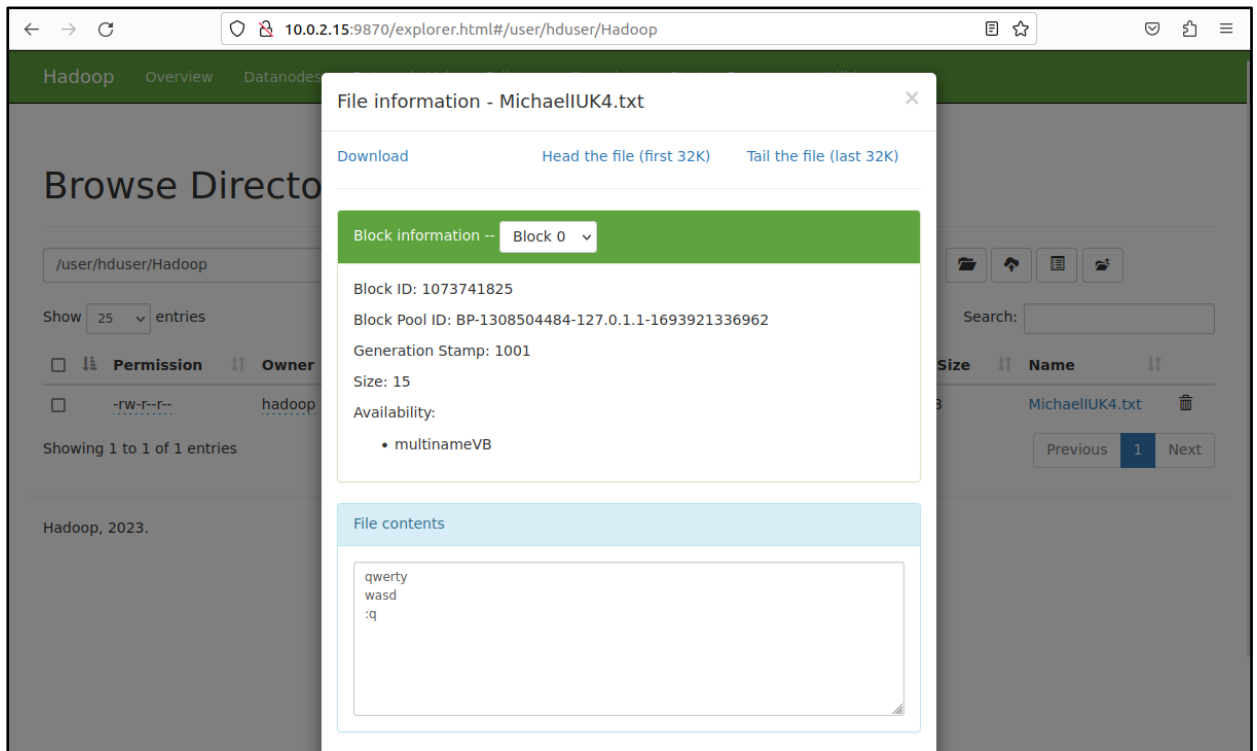 10.0.2.15:9870/explorer.html#/user/hduser/Hadoop
Hadoop Overview Datanodes
File information - MichaelIUK4.txt ×
Download Head the file (first 32K) Tail the file (last 32K)
Browse Directo
Block information -- Block 0
/user/hduser/Hadoop
Block ID: 1073741825
Block Pool ID: BP-1308504484-127.0.1.1-1693921336962
Show 25 entries
Search:
Generation Stamp: 1001
Permission Owner Size Name
Size: 15
-rw-r--r-- hadoop MichaelIUK4.txt
Availability:
multinameVB
Showing 1 to 1 of 1 entries
Previous 1 Next
Hadoop, 2023.
File contents
qwerty
wasd
:q